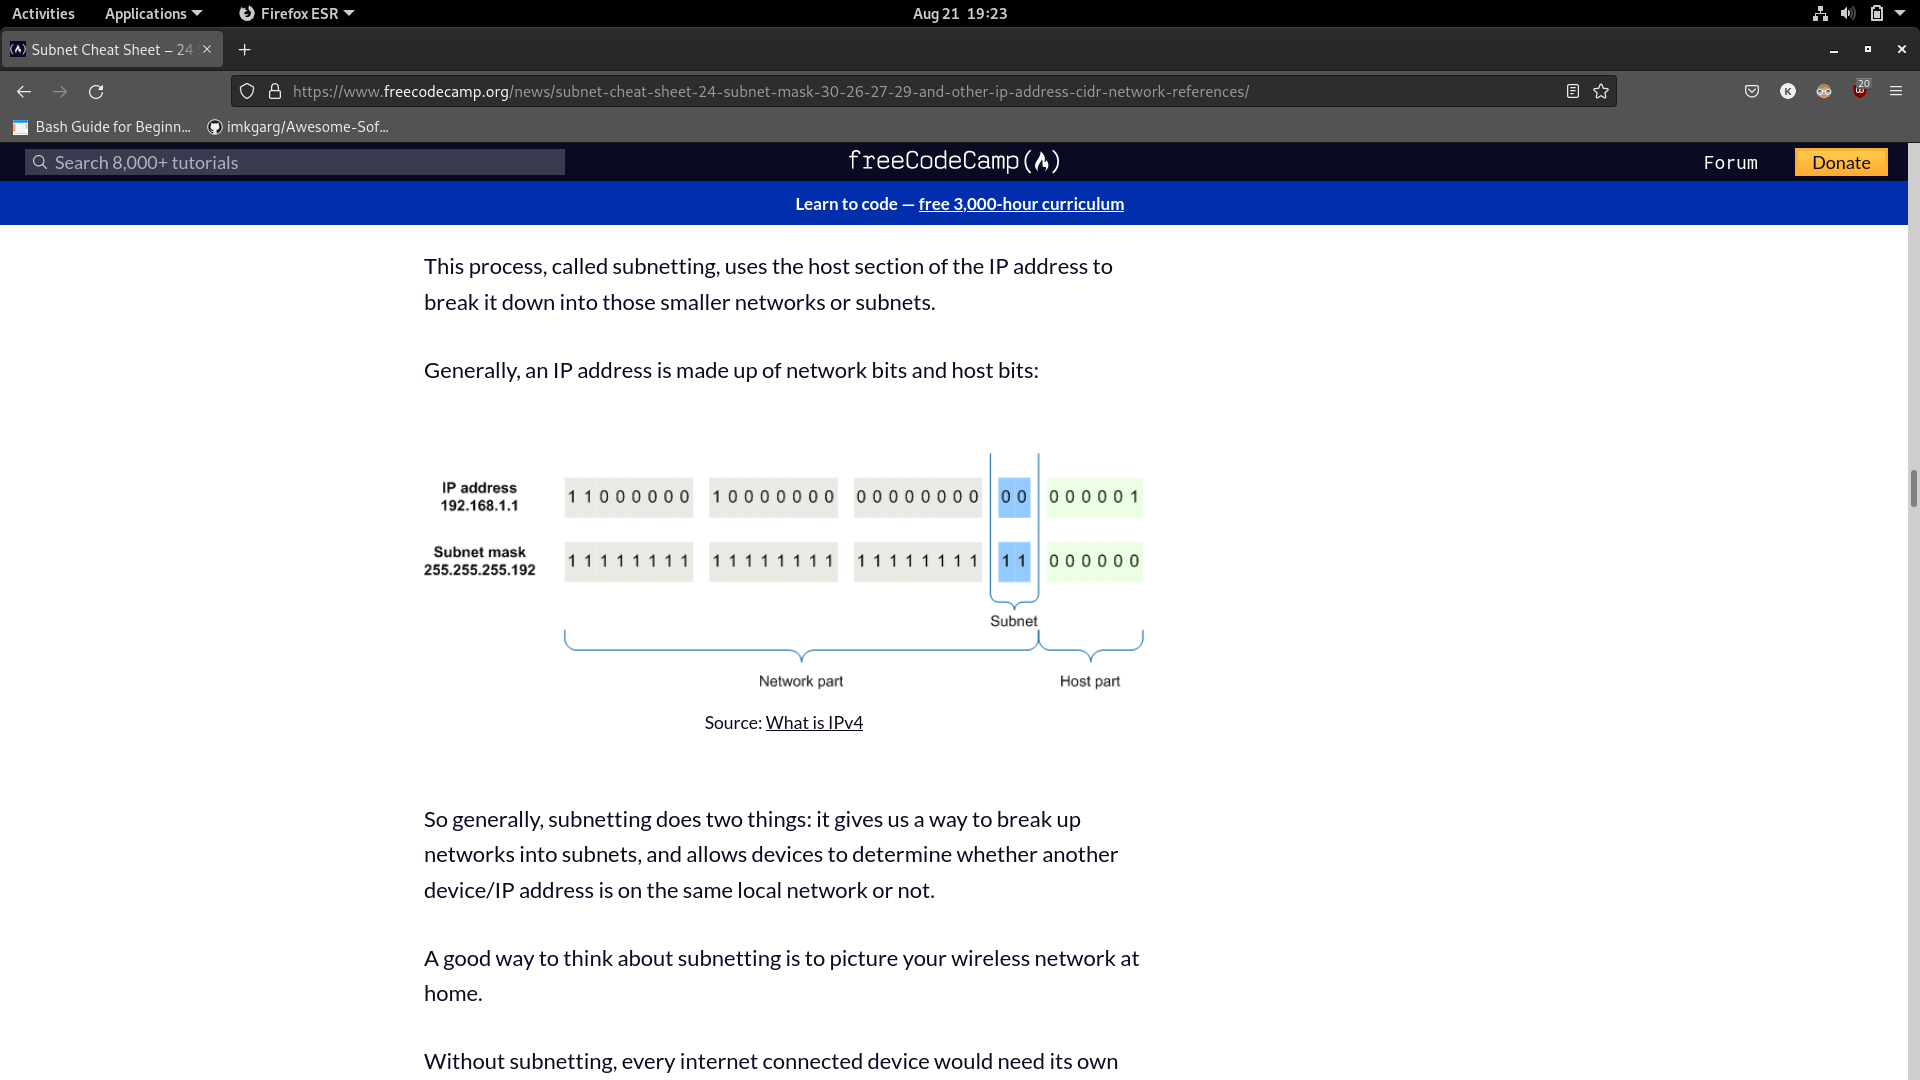 Activities Applications Firefox ESR Aug 21 19:23
Subnet Cheat Sheet – 24
https://www.freecodecamp.org/news/subnet-cheat-sheet-24-subnet-mask-30-26-27-29-and-other-ip-address-cidr-network-references/ K 20
Bash Guide for Beginn... imkgarg/Awesome-Sof...
Search 8,000+ tutorials freeCodeCamp Forum Donate
Learn to code — free 3,000-hour curriculum
This process, called subnetting, uses the host section of the IP address to
break it down into those smaller networks or subnets.
Generally, an IP address is made up of network bits and host bits:
IP address
192.168.1.1
1 1 0 0 0 0 0 0 1 0 0 0 0 0 0 0 0 0 0 0 0 0 0 0 0 0 0 0 0 0 0 1
Subnet mask
255.255.255.192
1 1 1 1 1 1 1 1 1 1 1 1 1 1 1 1 1 1 1 1 1 1 1 1 1 1 0 0 0 0 0 0
Subnet
Network part Host part
Source: What is IPv4
So generally, subnetting does two things: it gives us a way to break up
networks into subnets, and allows devices to determine whether another
device/IP address is on the same local network or not.
A good way to think about subnetting is to picture your wireless network at
home.
Without subnetting, every internet connected device would need its own